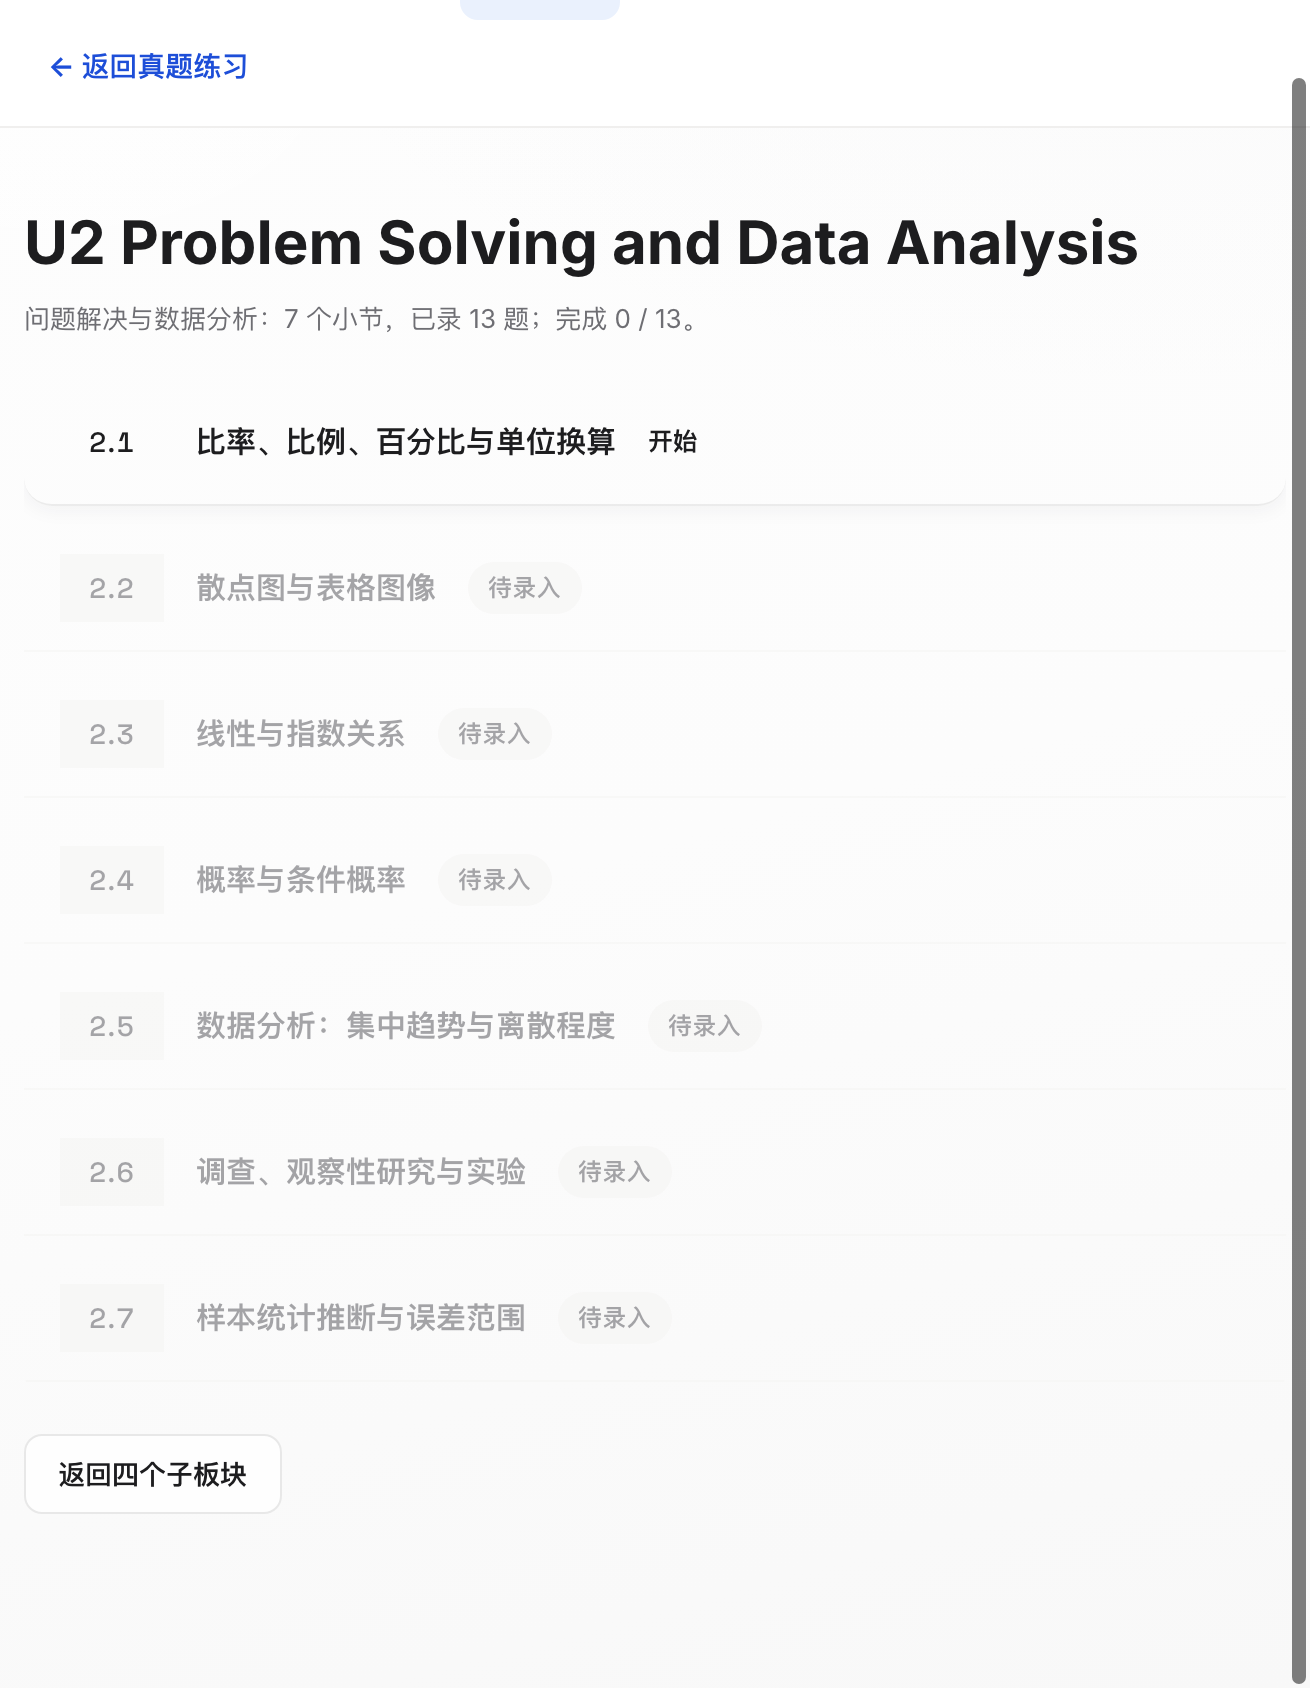 ← 返回真题练习
U2 Problem Solving and Data Analysis
问题解决与数据分析：7 个小节，已录 13 题；完成 0 / 13。
2.1 比率、比例、百分比与单位换算 开始
2.2 散点图与表格图像 待录入
2.3 线性与指数关系 待录入
2.4 概率与条件概率 待录入
2.5 数据分析：集中趋势与离散程度 待录入
2.6 调查、观察性研究与实验 待录入
2.7 样本统计推断与误差范围 待录入
返回四个子板块